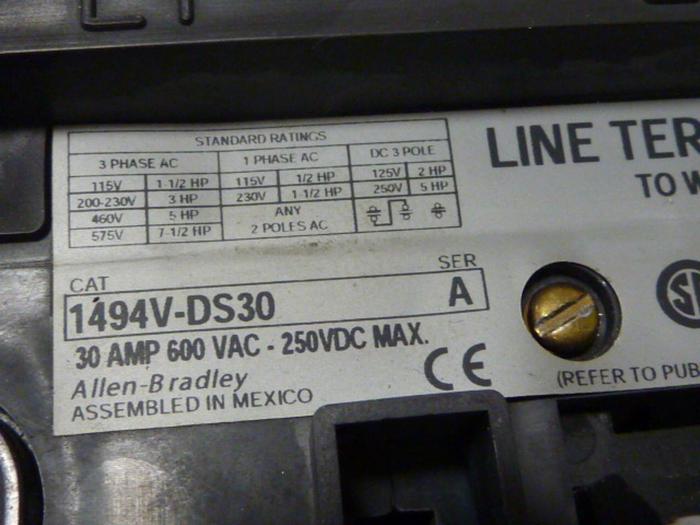 STANDARD RATINGS
3 PHASE AC 1 PHASE AC DC 3 POLE
115V 1-1/2 HP 115V 1/2 HP 125V 2 HP
200-230V 3 HP 230V 1-1/2 HP 250V 5 HP
460V 5 HP ANY
575V 7-1/2 HP 2 POLES AC
LINE TER
TO W
CAT SER
1494V-DS30 A
30 AMP 600 VAC - 250VDC MAX.
Allen-Bradley CE
ASSEMBLED IN MEXICO
(REFER TO PUB